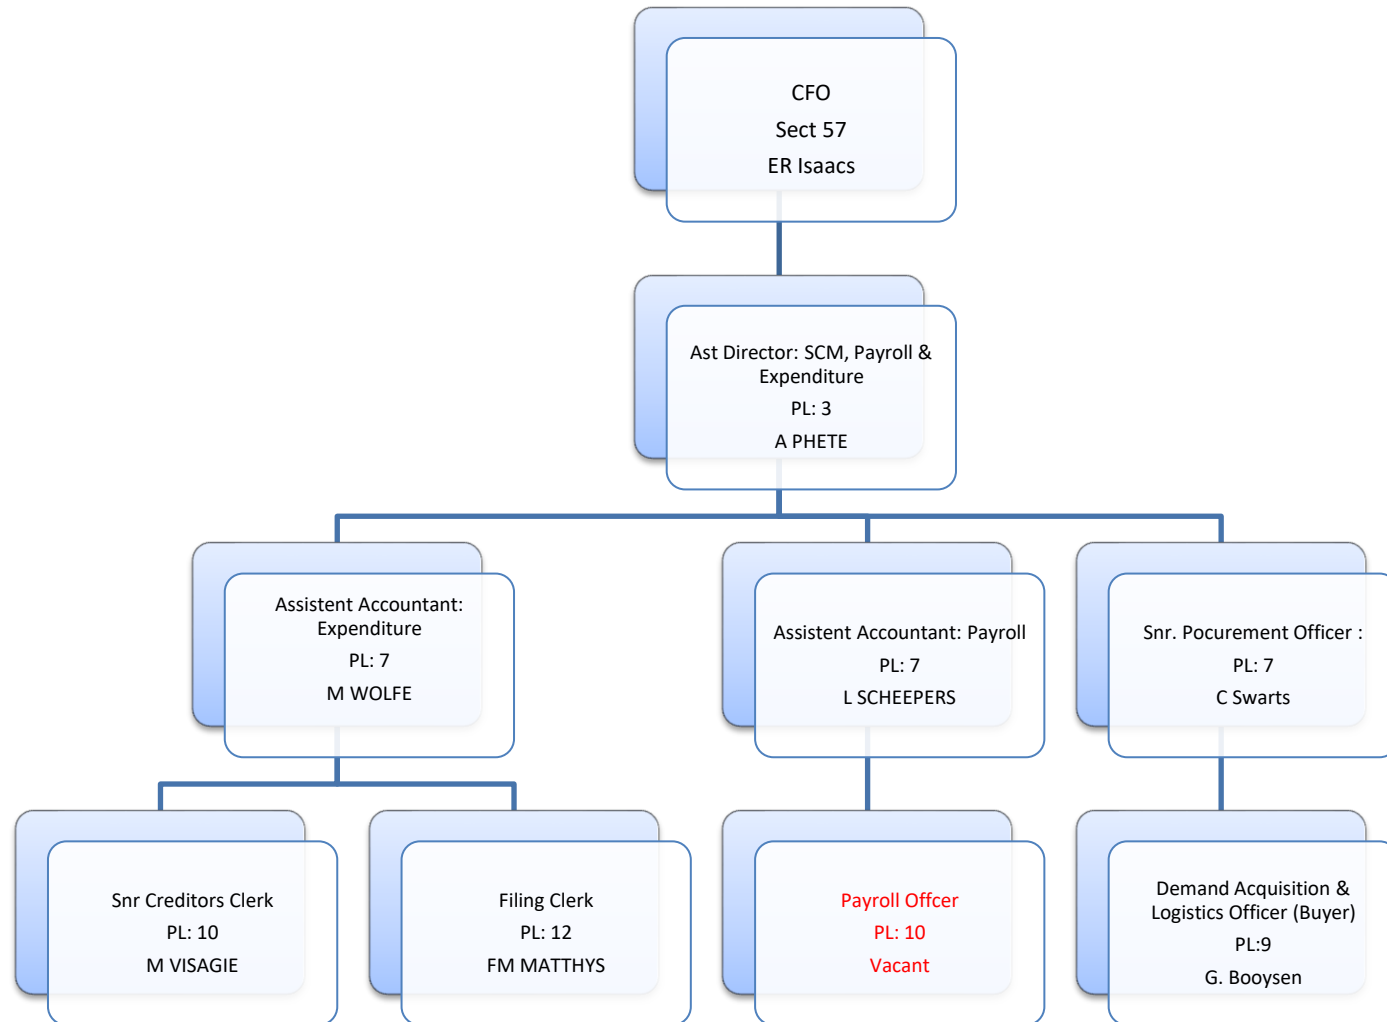 CFO
Sect 57
ER Isaacs
Ast Director: SCM, Payroll &
Expenditure
PL: 3
A PHETE
Assistent Accountant:
Expenditure
PL: 7
M WOLFE
Assistent Accountant: Payroll
PL: 7
L SCHEEPERS
Snr. Pocurement Officer :
PL: 7
C Swarts
Snr Creditors Clerk
PL: 10
M VISAGIE
Filing Clerk
PL: 12
FM MATTHYS
Payroll Offcer
PL: 10
Vacant
Demand Acquisition &
Logistics Officer (Buyer)
PL:9
G. Booysen